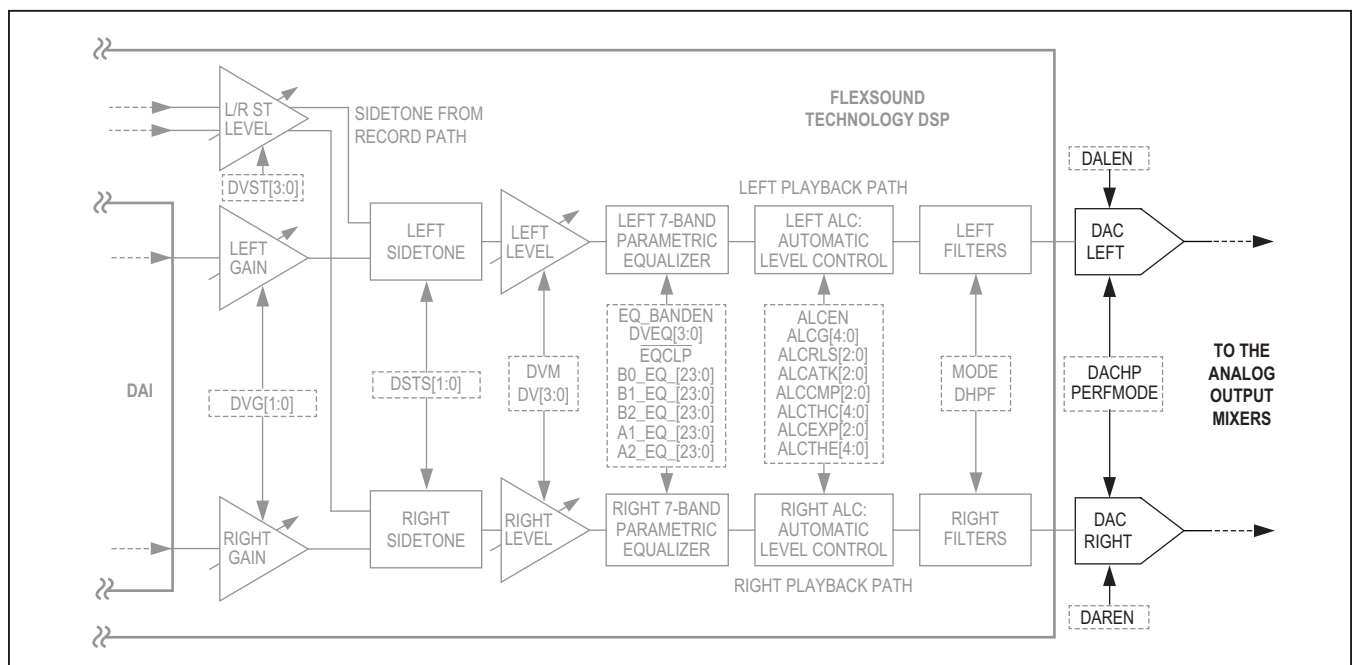 L/R ST
LEVEL
SIDETONE FROM
RECORD PATH
FLEXSOUND
TECHNOLOGY DSP
DVST[3:0]
DALEN
LEFT PLAYBACK PATH
LEFT
GAIN
LEFT
SIDETONE
LEFT
LEVEL
LEFT 7-BAND
PARAMETRIC
EQUALIZER
LEFT ALC:
AUTOMATIC
LEVEL CONTROL
LEFT
FILTERS
DAC
LEFT
DAI
DVG[1:0]
DSTS[1:0]
DVM
DV[3:0]
EQ_BANDEN
DVEQ[3:0]
EQCLP
B0_EQ_[23:0]
B1_EQ_[23:0]
B2_EQ_[23:0]
A1_EQ_[23:0]
A2_EQ_[23:0]
ALCEN
ALCG[4:0]
ALCRLS[2:0]
ALCATK[2:0]
ALCCMP[2:0]
ALCTHC[4:0]
ALCEXP[2:0]
ALCTHE[4:0]
MODE
DHPF
DACHP
PERFMODE
TO THE
ANALOG
OUTPUT
MIXERS
RIGHT
GAIN
RIGHT
SIDETONE
RIGHT
LEVEL
RIGHT 7-BAND
PARAMETRIC
EQUALIZER
RIGHT ALC:
AUTOMATIC
LEVEL CONTROL
RIGHT
FILTERS
DAC
RIGHT
RIGHT PLAYBACK PATH
DAREN